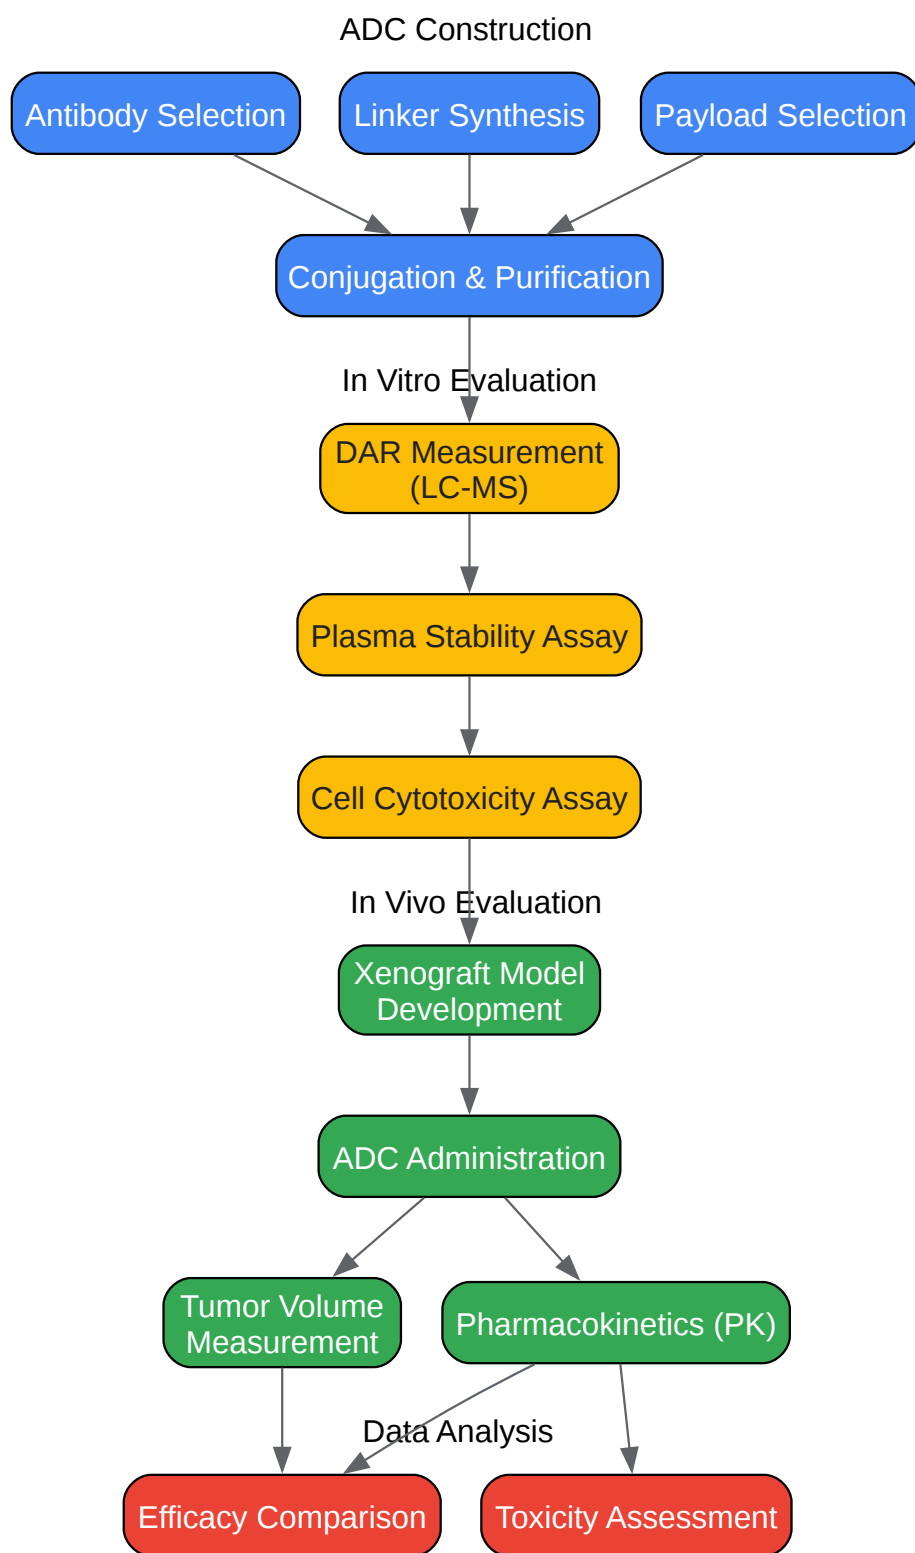 ADC Construction
Antibody Selection
Linker Synthesis
Payload Selection
Conjugation & Purification
In Vitro Evaluation
DAR Measurement
(LC-MS)
Plasma Stability Assay
Cell Cytotoxicity Assay
In Vivo Evaluation
Xenograft Model
Development
ADC Administration
Tumor Volume
Measurement
Pharmacokinetics (PK)
Data Analysis
Efficacy Comparison
Toxicity Assessment